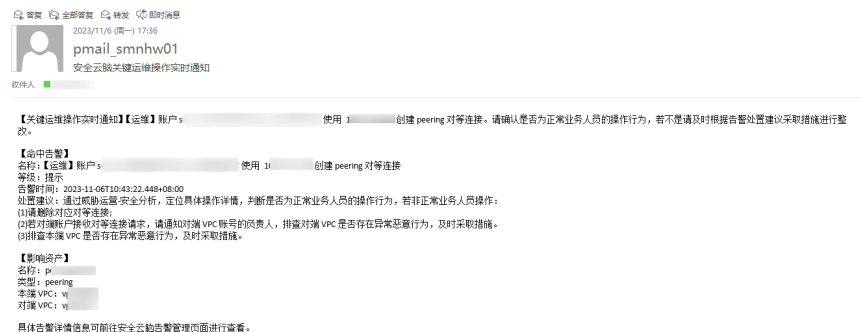 答复 全部答复 转发 即时消息
2023/11/6 (周一) 17:36
pmail_smnhw01
安全云脑关键运维操作实时通知
收件人
【关键运维操作实时通知】【运维】账户 s 使用 1 创建 peering 对等连接。请确认是否为正常业务人员的操作行为，若不是请及时根据告警处置建议采取措施进行整
改。
【命中告警】
名称：【运维】账户 s 使用 1 创建 peering 对等连接
等级：提示
告警时间：2023-11-06T10:43:22.448+08:00
处置建议：通过威胁运营-安全分析，定位具体操作详情，判断是否为正常业务人员的操作行为，若非正常业务人员操作：
(1)请删除对应对等连接;
(2)若对端账户接收对等连接请求，请通知对端 VPC 账号的负责人，排查对端 VPC 是否存在异常恶意行为，及时采取措施。
(3)排查本端 VPC 是否存在异常恶意行为，及时采取措施。
【影响资产】
名称：p
类型：peering
本端 VPC：v
对端 VPC：v
具体告警详情信息可前往安全云脑告警管理页面进行查看。